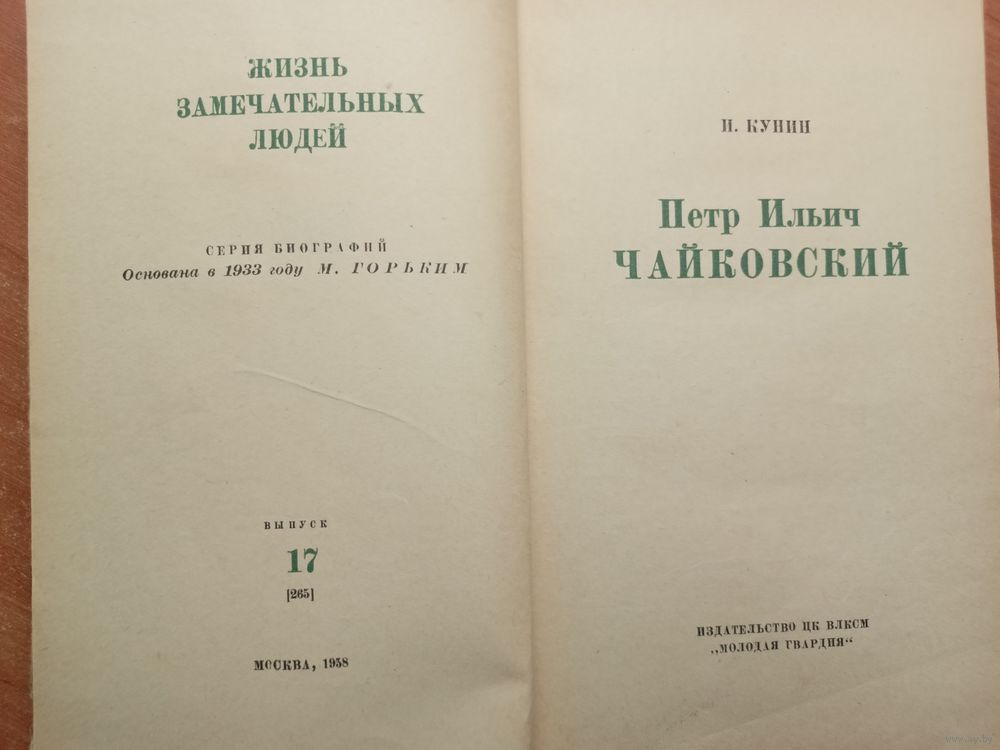 ЖИЗНЬ
ЗАМЕЧАТЕЛЬНЫХ
ЛЮДЕЙ
СЕРИЯ БИОГРАФИЙ
Основана в 1933 году М. ГОРЬКИМ
ВЫПУСК
17
[265]
МОСКВА, 1958
И. КУНИН
Петр Ильич
ЧАЙКОВСКИЙ
ИЗДАТЕЛЬСТВО ЦК ВЛКСМ
„МОЛОДАЯ ГВАРДИЯ“